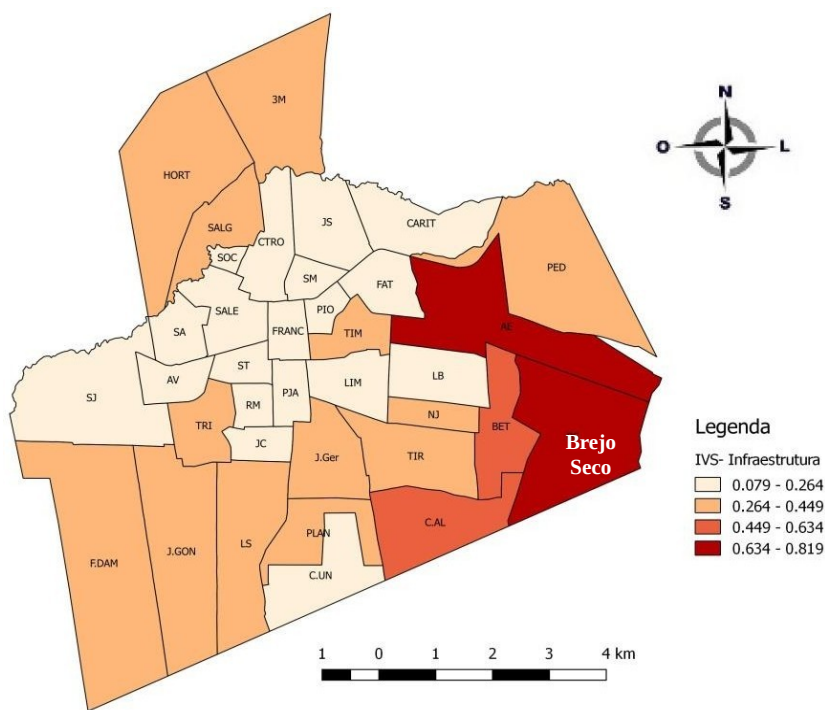 3M
HORT
N
O
L
S
SALG
JS
CARIT
CTRO
SOC
PED
SM
FAT
PIO
SALE
SA
FRANC
TIM
AE
ST
AV
LIM
LB
SJ
PJA
RM
NJ
TRI
BET
JC
Brejo
Seco
J.Ger
TIR
Legenda
IVS- Infraestrutura
0.079 - 0.264
0.264 - 0.449
0.449 - 0.634
0.634 - 0.819
C.AL
PLAN
LS
J.GON
F.DAM
C.UN
1 0 1 2 3 4 km